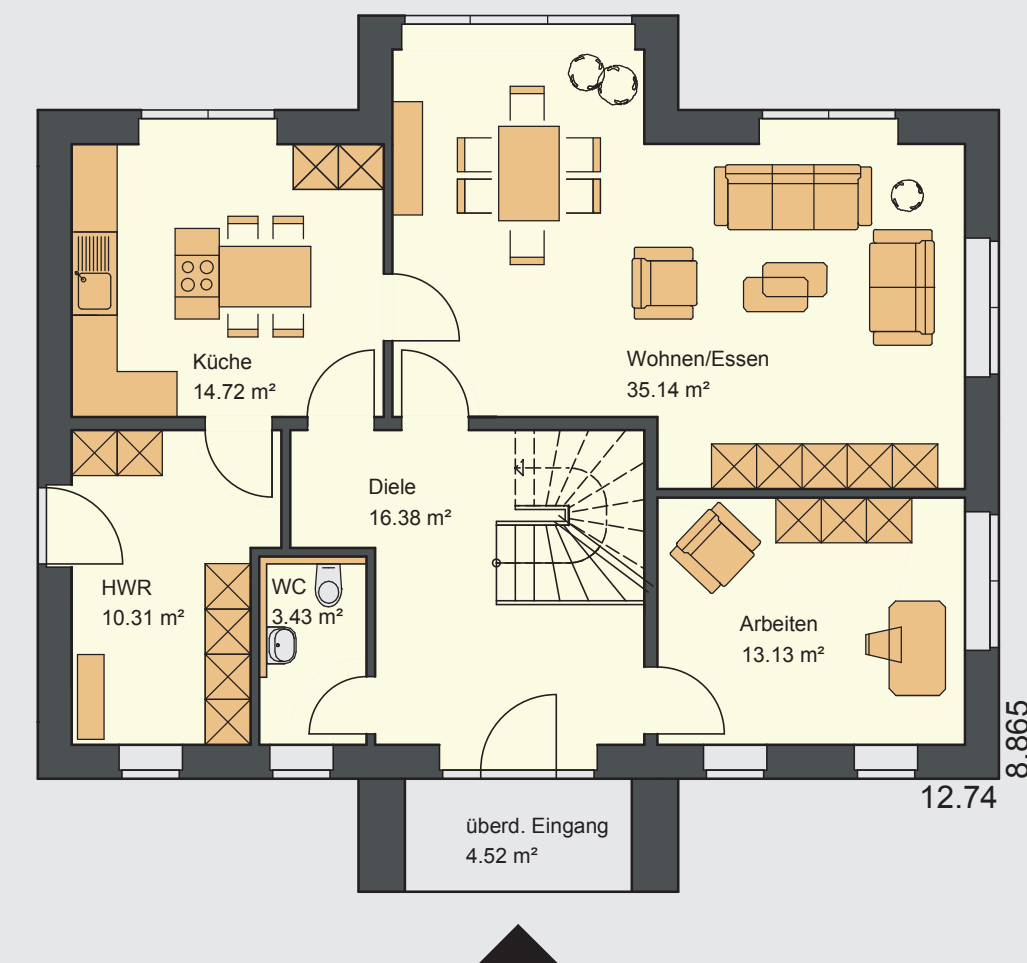 Küche
14.72 m²
Wohnen/Essen
35.14 m²
Diele
16.38 m²
HWR
10.31 m²
WC
3.43 m²
Arbeiten
13.13 m²
8.865
12.74
überd. Eingang
4.52 m²